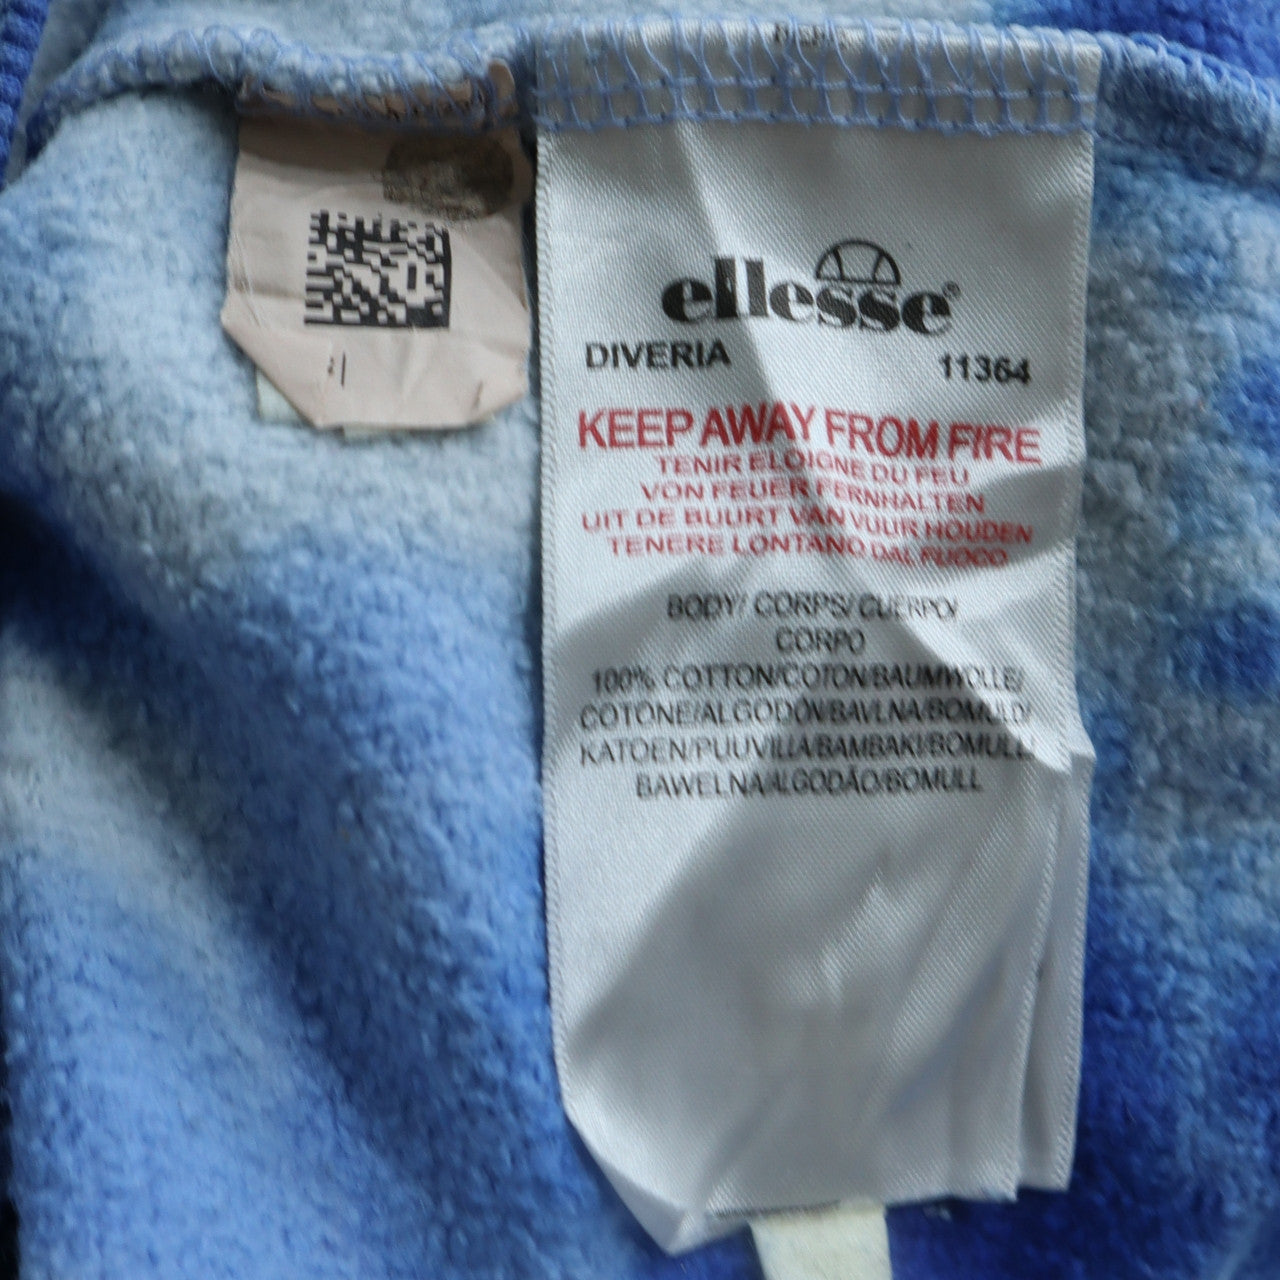 ellesse®
DIVERIA 11364
KEEP AWAY FROM FIRE
TENIR ELOIGNE DU FEU
VON FEUER FERNHALTEN
UIT DE BUURT VAN VUUR HOUDEN
TENERE LONTANO DAL FUOCO
BODY/ CORPS/ CUERPO/
CORPO
100% COTTON/COTON/BAUMWOLLE/
COTONE/ALGODÓN/BAVLNA/BOMULD/
KATOEN/PUUVILLA/BAMBAKI/BOMULL/
BAWEŁNA/ALGODÃO/BOMULL